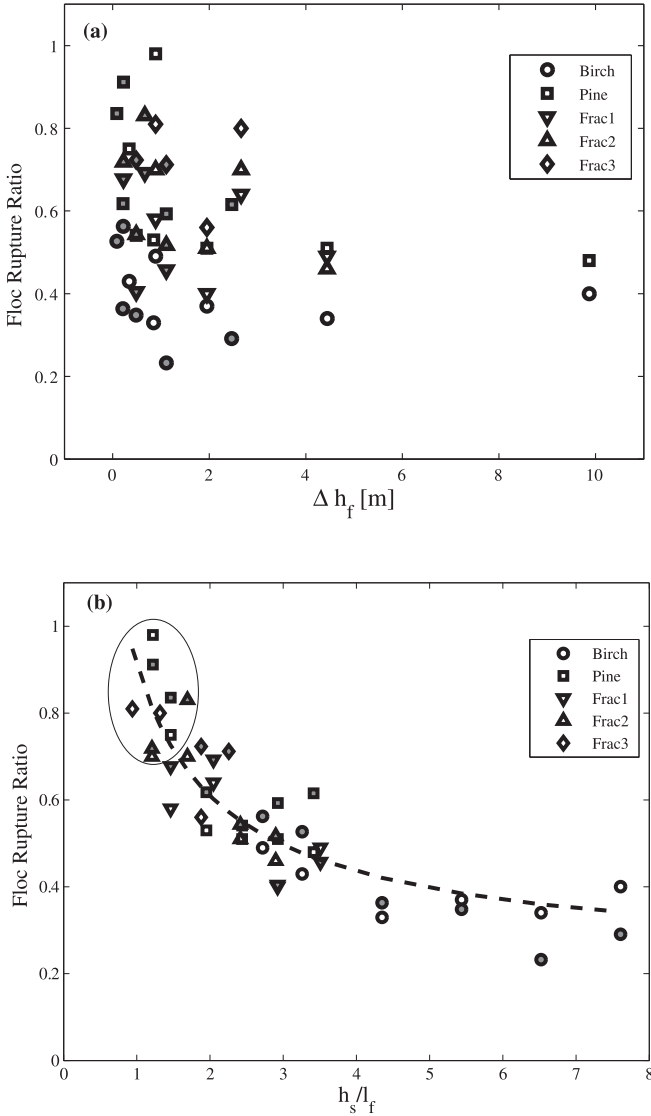 (a)
1
0.8
0.6
0.4
0.2
0
Floc Rupture Ratio
Birch
Pine
Frac1
Frac2
Frac3
0 2 4 6 8 10
Δ h_f [m]
(b)
1
0.8
0.6
0.4
0.2
0
Floc Rupture Ratio
Birch
Pine
Frac1
Frac2
Frac3
0 1 2 3 4 5 6 7 8
h_s/l_f